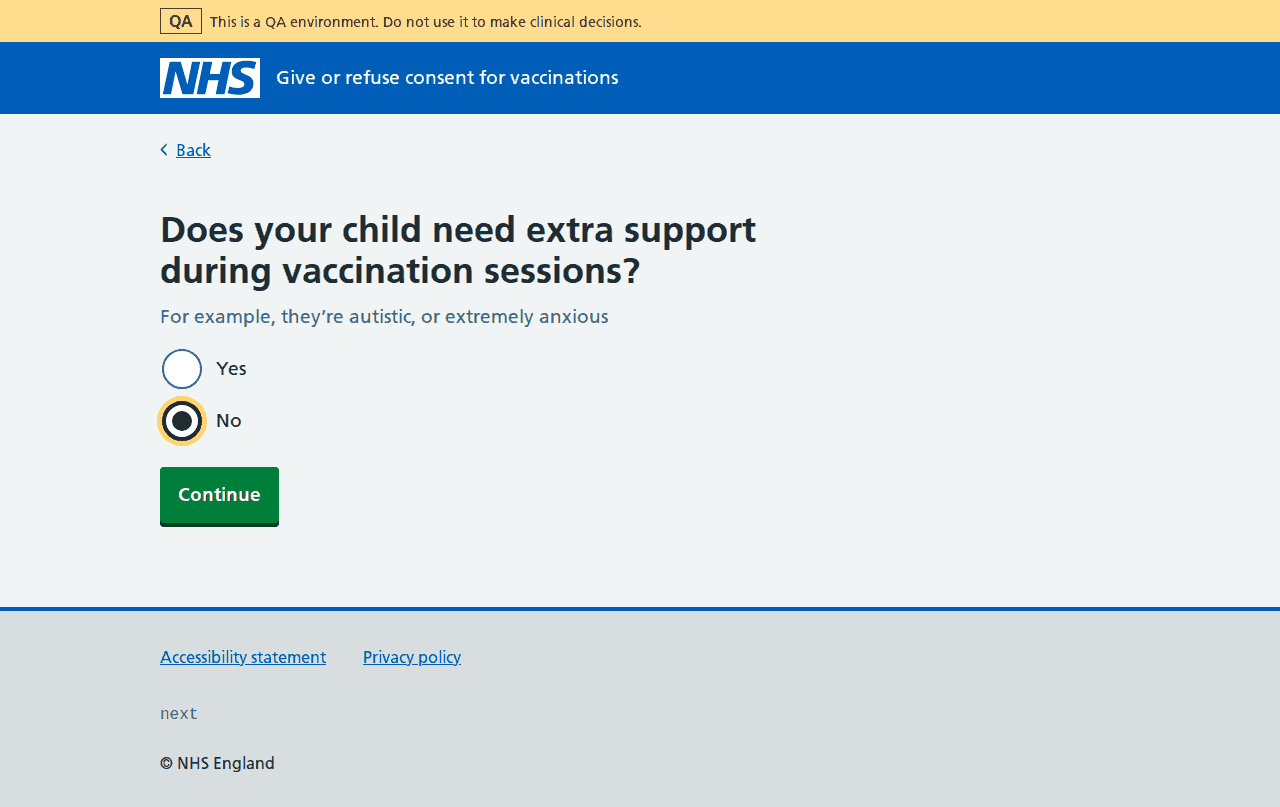 QA This is a QA environment. Do not use it to make clinical decisions.
NHS Give or refuse consent for vaccinations
Back
Does your child need extra support
during vaccination sessions?
For example, they’re autistic, or extremely anxious
Yes
No
Continue
Accessibility statement Privacy policy
next
© NHS England